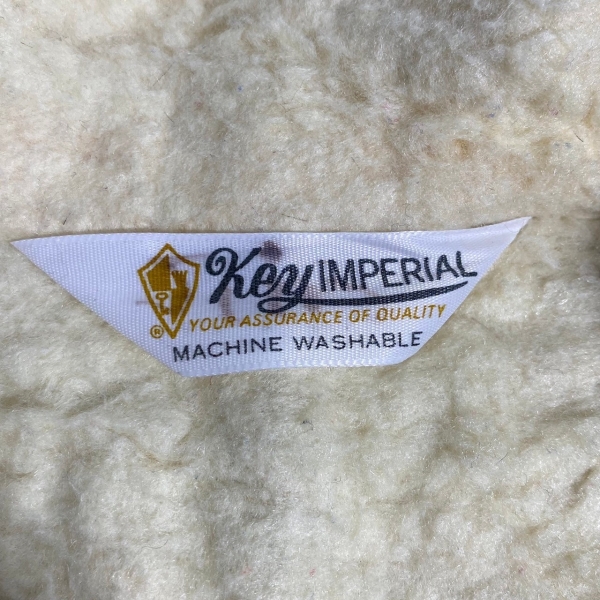 Key IMPERIAL
® YOUR ASSURANCE OF QUALITY
MACHINE WASHABLE